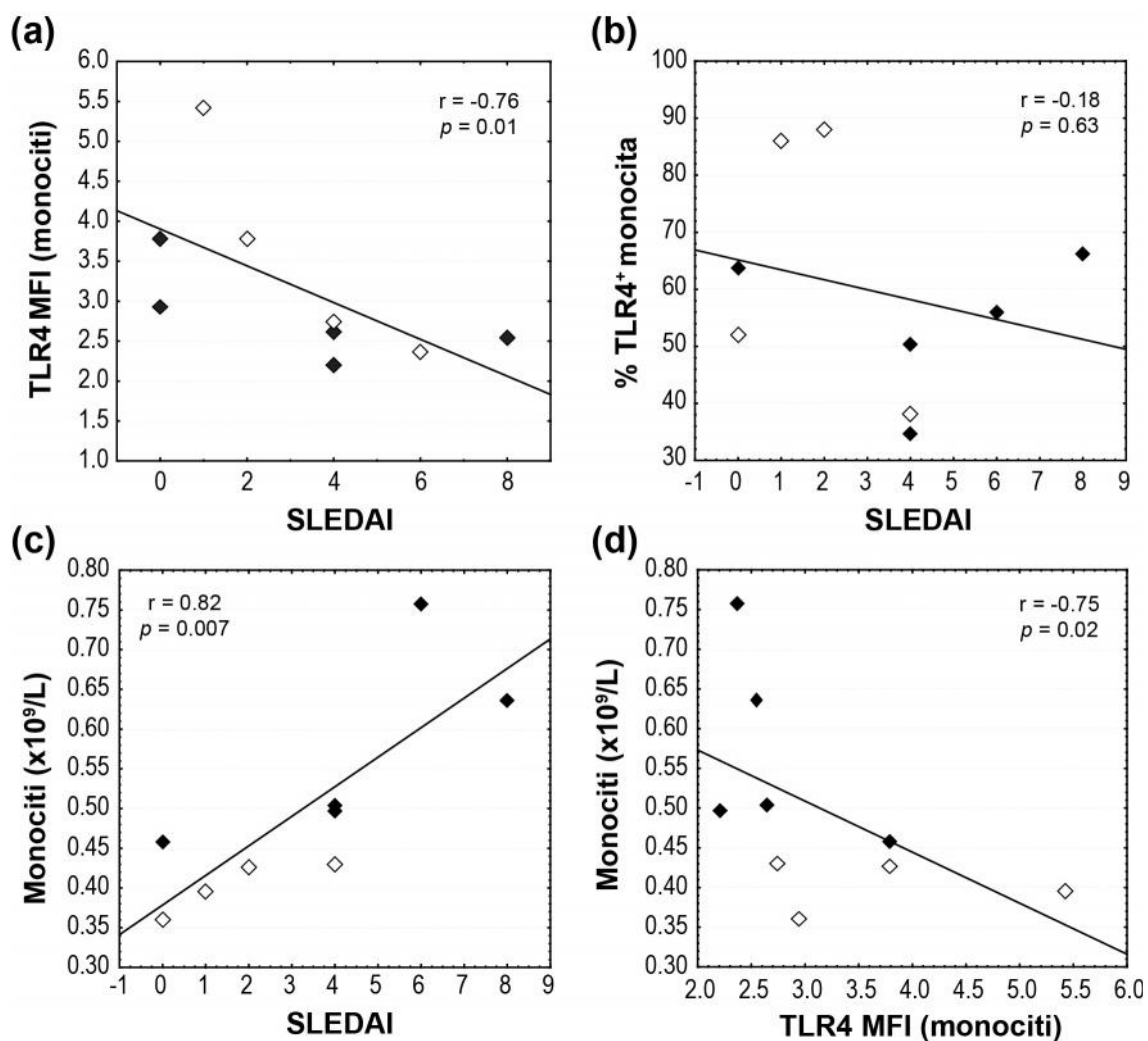 (a)
r = -0.76
p = 0.01
TLR4 MFI (monociti)
6.0
5.5
5.0
4.5
4.0
3.5
3.0
2.5
2.0
1.5
1.0
0 2 4 6 8
SLEDAI
(b)
r = -0.18
p = 0.63
% TLR4⁺ monocita
100
90
80
70
60
50
40
30
-1 0 1 2 3 4 5 6 7 8 9
SLEDAI
(c)
r = 0.82
p = 0.007
Monociti (x10⁹/L)
0.80
0.75
0.70
0.65
0.60
0.55
0.50
0.45
0.40
0.35
0.30
-1 0 1 2 3 4 5 6 7 8 9
SLEDAI
(d)
r = -0.75
p = 0.02
Monociti (x10⁹/L)
0.80
0.75
0.70
0.65
0.60
0.55
0.50
0.45
0.40
0.35
0.30
2.0 2.5 3.0 3.5 4.0 4.5 5.0 5.5 6.0
TLR4 MFI (monociti)